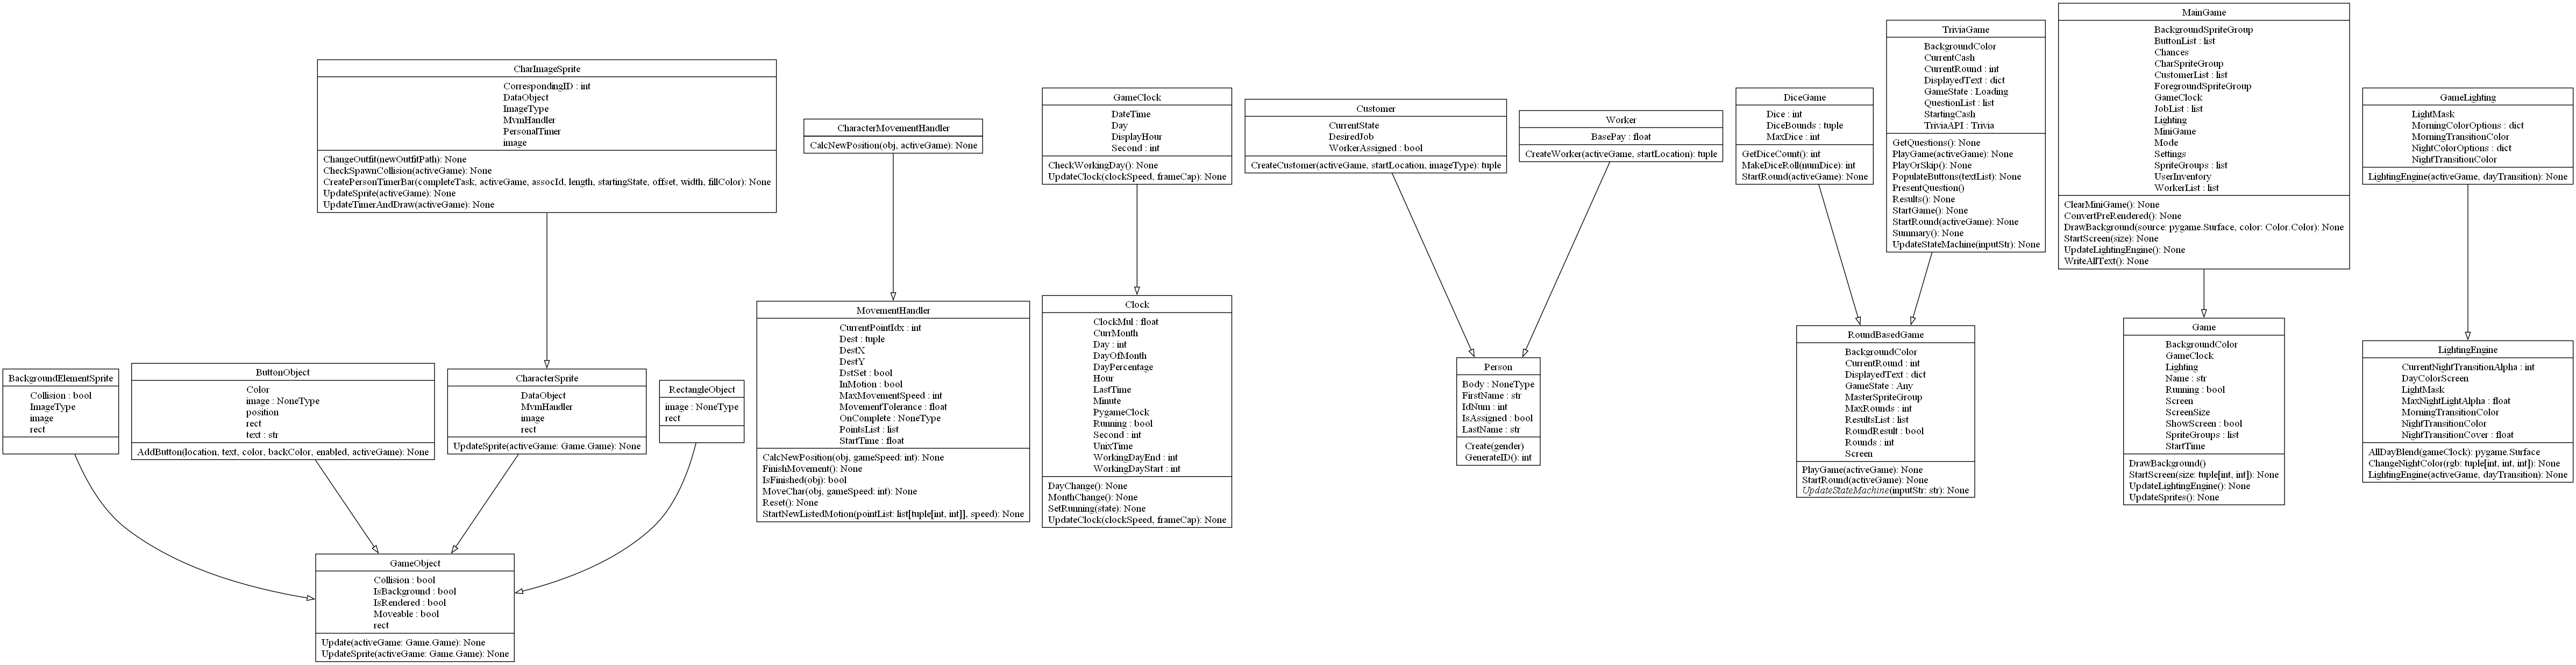 CharImageSprite
CorrespondingID : int
DataObject
ImageType
MvmHandler
PersonalTimer
image
ChangeOutfit(newOutfitPath): None
CheckSpawnCollision(activeGame): None
CreatePersonTimerBar(completeTask, activeGame, assocId, length, startingState, offset, width, fillColor): None
UpdateSprite(activeGame): None
UpdateTimerAndDraw(activeGame): None
CharacterMovementHandler
CalcNewPosition(obj, activeGame): None
GameClock
DateTime
Day
DisplayHour
Second : int
CheckWorkingDay(): None
UpdateClock(clockSpeed, frameCap): None
Customer
CurrentState
DesiredJob
WorkerAssigned : bool
CreateCustomer(activeGame, startLocation, imageType): tuple
Worker
BasePay : float
CreateWorker(activeGame, startLocation): tuple
DiceGame
Dice : int
DiceBounds : tuple
MaxDice : int
GetDiceCount(): int
MakeDiceRoll(numDice): int
StartRound(activeGame): None
TriviaGame
BackgroundColor
CurrentCash
CurrentRound : int
DisplayedText : dict
GameState : Loading
QuestionList : list
StartingCash
TriviaAPI : Trivia
GetQuestions(): None
PlayGame(activeGame): None
PlayOrSkip(): None
PopulateButtons(textList): None
PresentQuestion()
Results(): None
StartGame(): None
StartRound(activeGame): None
Summary(): None
UpdateStateMachine(inputStr): None
MainGame
BackgroundSpriteGroup
ButtonList : list
Chances
CharSpriteGroup
CustomerList : list
ForegroundSpriteGroup
GameClock
JobList : list
Lighting
MiniGame
Mode
Settings
SpriteGroups : list
UserInventory
WorkerList : list
ClearMiniGame(): None
ConvertPreRendered(): None
DrawBackground(source: pygame.Surface, color: Color.Color): None
StartScreen(size): None
UpdateLightingEngine(): None
WriteAllText(): None
GameLighting
LightMask
MorningColorOptions : dict
MorningTransitionColor
NightColorOptions : dict
NightTransitionColor
LightingEngine(activeGame, dayTransition): None
BackgroundElementSprite
Collision : bool
ImageType
image
rect
ButtonObject
Color
image : NoneType
position
rect
text : str
AddButton(location, text, color, backColor, enabled, activeGame): None
CharacterSprite
DataObject
MvmHandler
image
rect
UpdateSprite(activeGame: Game.Game): None
RectangleObject
image : NoneType
rect
MovementHandler
CurrentPointIdx : int
Dest : tuple
DestX
DestY
DstSet : bool
InMotion : bool
MaxMovementSpeed : int
MovementTolerance : float
OnComplete : NoneType
PointsList : list
StartTime : float
CalcNewPosition(obj, gameSpeed: int): None
FinishMovement(): None
IsFinished(obj): bool
MoveChar(obj, gameSpeed: int): None
Reset(): None
StartNewListedMotion(pointList: list[tuple[int, int]], speed): None
Clock
ClockMul : float
CurrMonth
Day : int
DayOfMonth
DayPercentage
Hour
LastTime
Minute
PygameClock
Running : bool
Second : int
UnixTime
WorkingDayEnd : int
WorkingDayStart : int
DayChange(): None
MonthChange(): None
SetRunning(state): None
UpdateClock(clockSpeed, frameCap): None
Person
Body : NoneType
FirstName : str
IdNum : int
IsAssigned : bool
LastName : str
Create(gender)
GenerateID(): int
RoundBasedGame
BackgroundColor
CurrentRound : int
DisplayedText : dict
GameState : Any
MasterSpriteGroup
MaxRounds : int
ResultsList : list
RoundResult : bool
Rounds : int
Screen
PlayGame(activeGame): None
StartRound(activeGame): None
UpdateStateMachine(inputStr: str): None
Game
BackgroundColor
GameClock
Lighting
Name : str
Running : bool
Screen
ScreenSize
ShowScreen : bool
SpriteGroups : list
StartTime
DrawBackground()
StartScreen(size: tuple[int, int]): None
UpdateLightingEngine(): None
UpdateSprites(): None
LightingEngine
CurrentNightTransitionAlpha : int
DayColorScreen
LightMask
MaxNightLightAlpha : float
MorningTransitionColor
NightTransitionColor
NightTransitionCover : float
AllDayBlend(gameClock): pygame.Surface
ChangeNightColor(rgb: tuple[int, int, int]): None
LightingEngine(activeGame, dayTransition): None
GameObject
Collision : bool
IsBackground : bool
IsRendered : bool
Moveable : bool
rect
Update(activeGame: Game.Game): None
UpdateSprite(activeGame: Game.Game): None